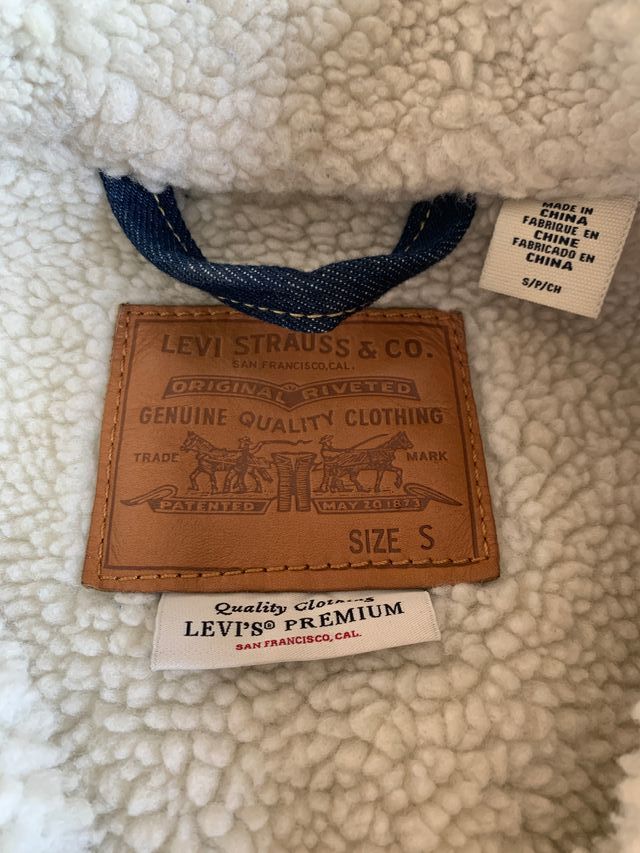 MADE IN
CHINA
FABRIQUE EN
CHINE
FABRICADO EN
CHINA
S/P/CH
LEVI STRAUSS & CO.
SAN FRANCISCO, CAL.
ORIGINAL RIVETED
GENUINE QUALITY CLOTHING
TRADE MARK
PATENTED MAY 20 1873
SIZE S
Quality Clothing
LEVI'S® PREMIUM
SAN FRANCISCO, CAL.